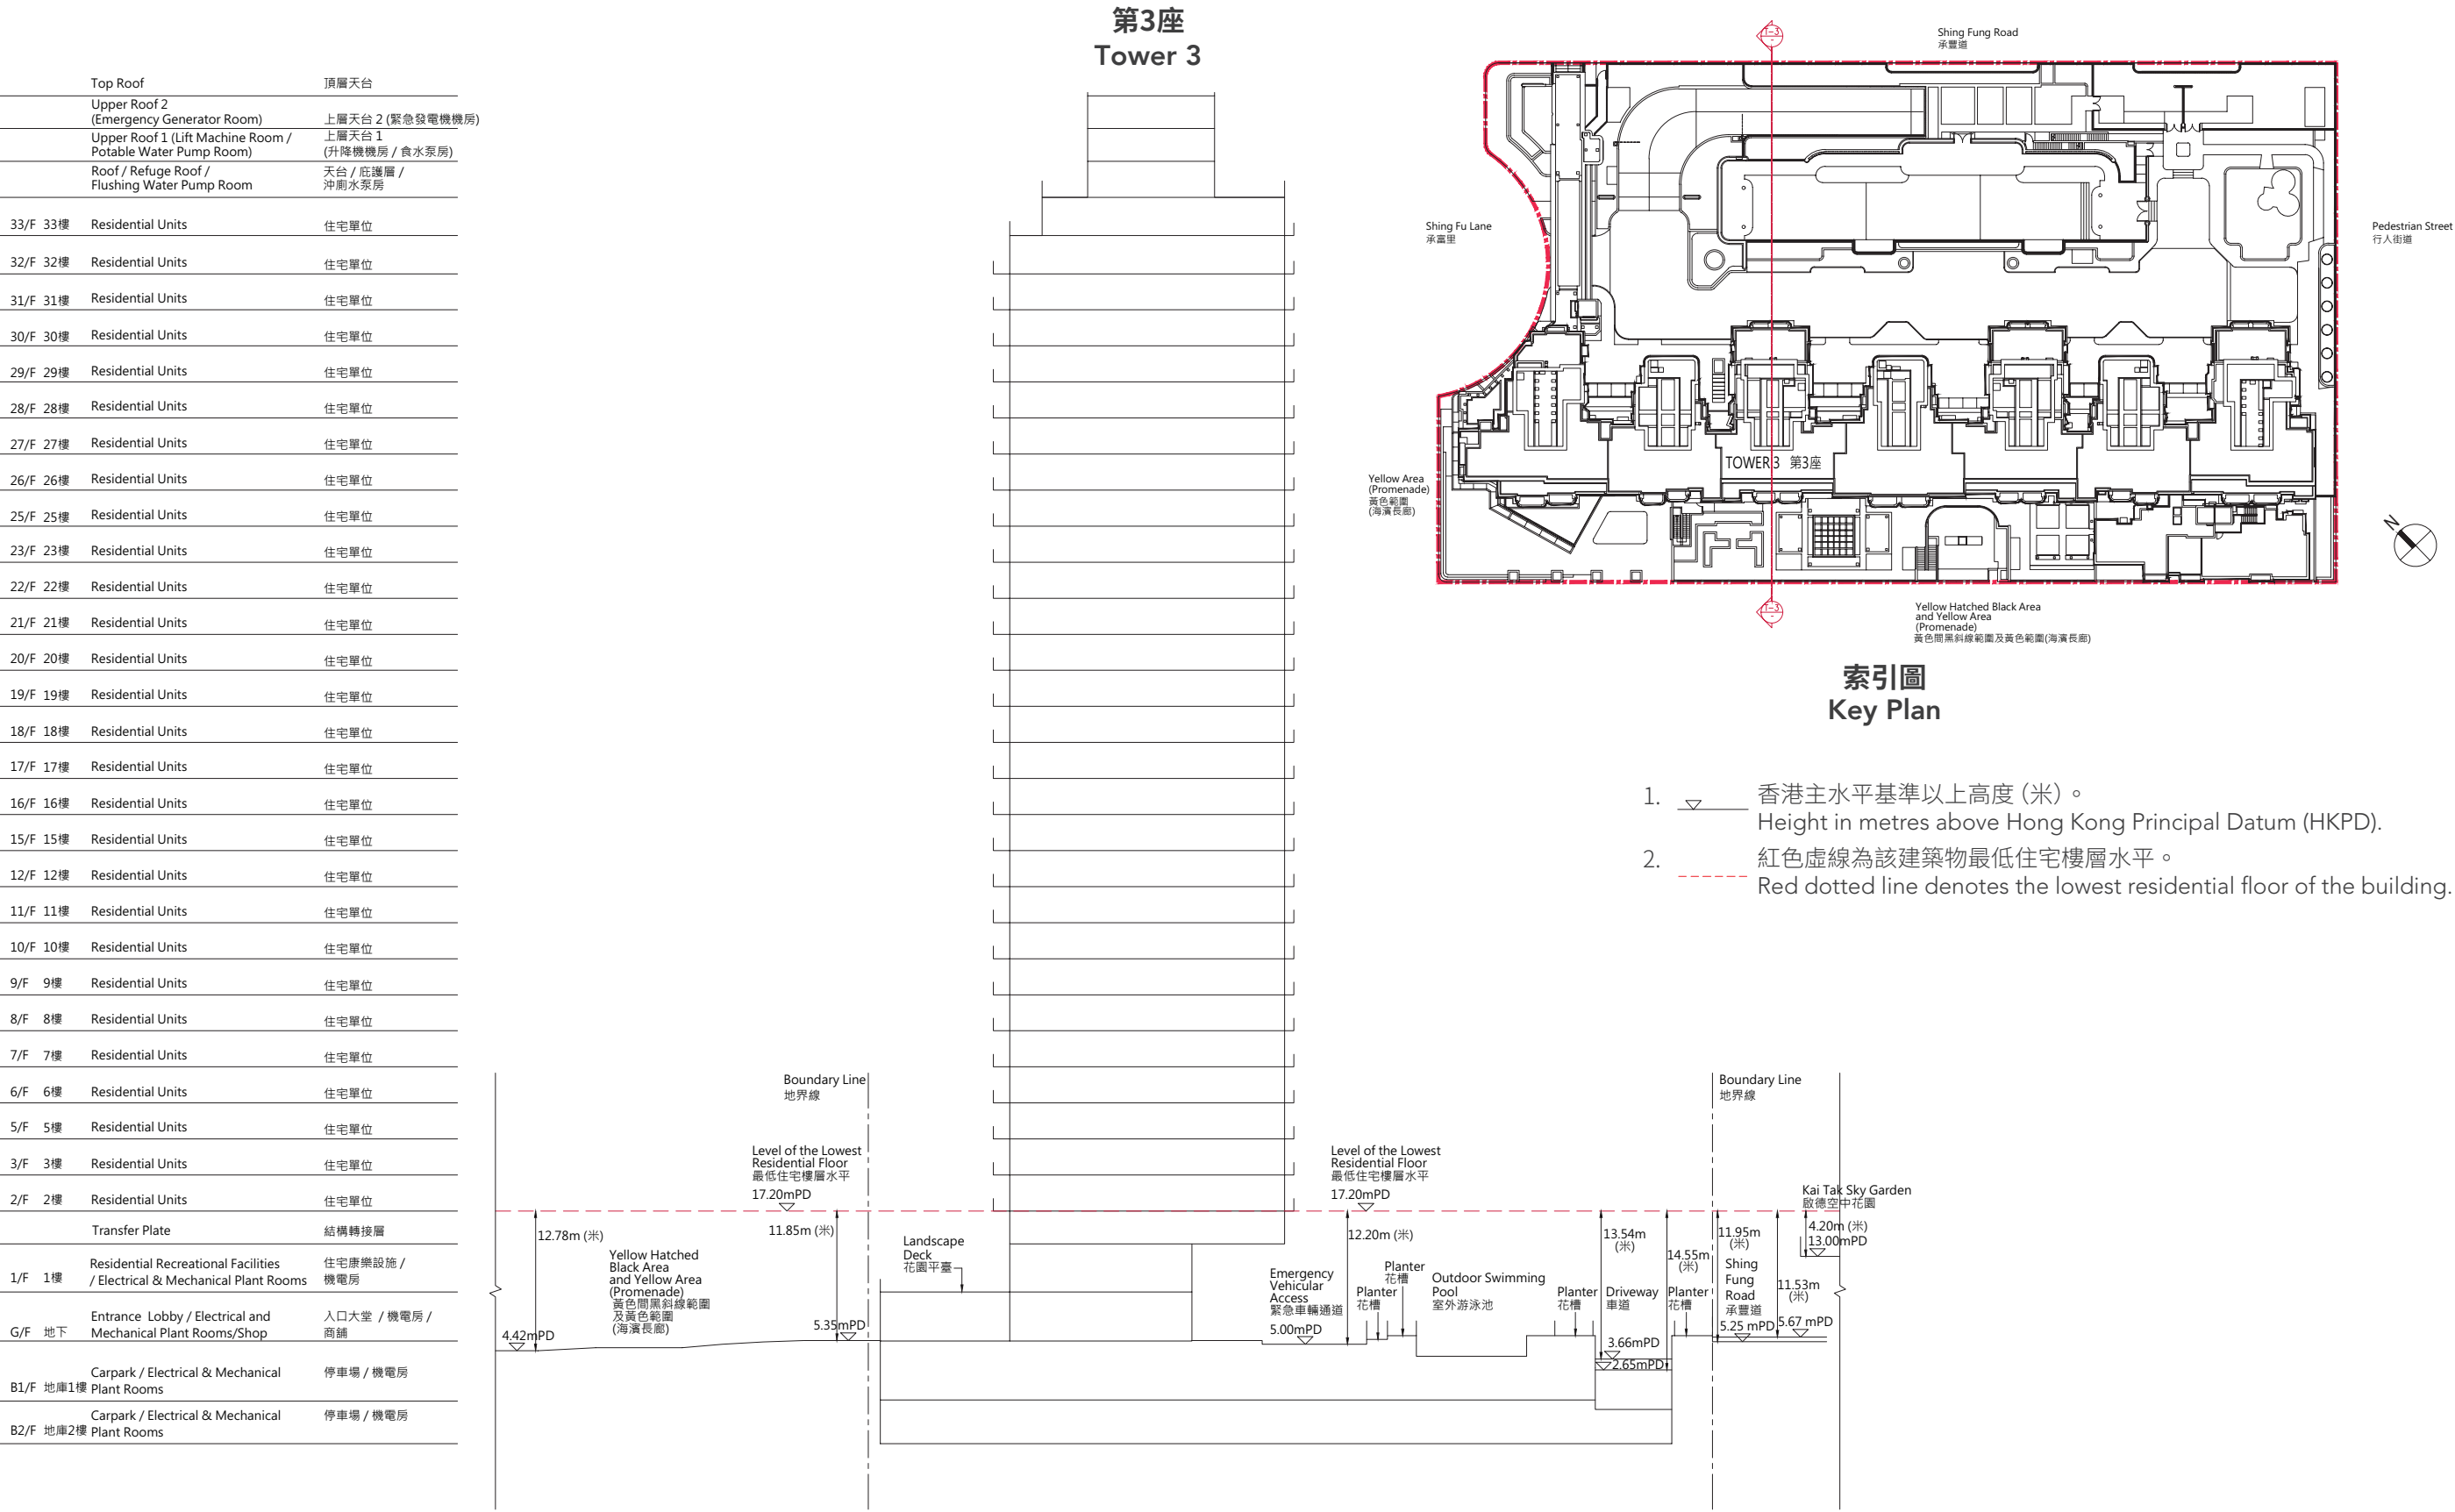 第3座
Tower 3
Top Roof 頂層天台
Upper Roof 2
(Emergency Generator Room) 上層天台 2 (緊急發電機機房)
Upper Roof 1 (Lift Machine Room / 上層天台 1
Potable Water Pump Room) (升降機機房 / 食水泵房)
Roof / Refuge Roof / 天台 / 庇護層 /
Flushing Water Pump Room 沖廁水泵房
33/F 33樓 Residential Units 住宅單位
32/F 32樓 Residential Units 住宅單位
31/F 31樓 Residential Units 住宅單位
30/F 30樓 Residential Units 住宅單位
29/F 29樓 Residential Units 住宅單位
28/F 28樓 Residential Units 住宅單位
27/F 27樓 Residential Units 住宅單位
26/F 26樓 Residential Units 住宅單位
25/F 25樓 Residential Units 住宅單位
23/F 23樓 Residential Units 住宅單位
22/F 22樓 Residential Units 住宅單位
21/F 21樓 Residential Units 住宅單位
20/F 20樓 Residential Units 住宅單位
19/F 19樓 Residential Units 住宅單位
18/F 18樓 Residential Units 住宅單位
17/F 17樓 Residential Units 住宅單位
16/F 16樓 Residential Units 住宅單位
15/F 15樓 Residential Units 住宅單位
12/F 12樓 Residential Units 住宅單位
11/F 11樓 Residential Units 住宅單位
10/F 10樓 Residential Units 住宅單位
9/F 9樓 Residential Units 住宅單位
8/F 8樓 Residential Units 住宅單位
7/F 7樓 Residential Units 住宅單位
6/F 6樓 Residential Units 住宅單位
5/F 5樓 Residential Units 住宅單位
3/F 3樓 Residential Units 住宅單位
2/F 2樓 Residential Units 住宅單位
Transfer Plate 結構轉接層
Residential Recreational Facilities 住宅康樂設施 /
1/F 1樓 / Electrical & Mechanical Plant Rooms 機電房
Entrance Lobby / Electrical and 入口大堂 / 機電房 /
G/F 地下 Mechanical Plant Rooms/Shop 商舖
Carpark / Electrical & Mechanical 停車場 / 機電房
B1/F 地庫1樓 Plant Rooms
Carpark / Electrical & Mechanical 停車場 / 機電房
B2/F 地庫2樓 Plant Rooms
Boundary Line
地界線
Level of the Lowest
Residential Floor
最低住宅樓層水平
17.20mPD
12.78m (米)
11.85m (米)
Yellow Hatched
Black Area
and Yellow Area
(Promenade)
黃色間黑斜線範圍
及黃色範圍
(海濱長廊)
4.42mPD
5.35mPD
Landscape
Deck
花園平臺
Level of the Lowest
Residential Floor
最低住宅樓層水平
17.20mPD
12.20m (米)
Emergency
Vehicular
Access
緊急車輛通道
5.00mPD
Planter
花槽
Planter
花槽
Outdoor Swimming
Pool
室外游泳池
Planter
花槽
13.54m
(米)
Driveway
車道
3.66mPD
2.65mPD
14.55m
(米)
Planter
花槽
Boundary Line
地界線
11.95m
(米)
Shing
Fung
Road
承豐道
5.25 mPD
11.53m
(米)
5.67 mPD
Kai Tak Sky Garden
啟德空中花園
4.20m (米)
13.00mPD
T-3
Shing Fung Road
承豐道
Shing Fu Lane
承富里
Pedestrian Street
行人街道
TOWER 3 第3座
Yellow Area
(Promenade)
黃色範圍
(海濱長廊)
N
T-3
Yellow Hatched Black Area
and Yellow Area
(Promenade)
黃色間黑斜線範圍及黃色範圍(海濱長廊)
索引圖
Key Plan
1. 香港主水平基準以上高度 (米)。
Height in metres above Hong Kong Principal Datum (HKPD).
2. 紅色虛線為該建築物最低住宅樓層水平。
Red dotted line denotes the lowest residential floor of the building.